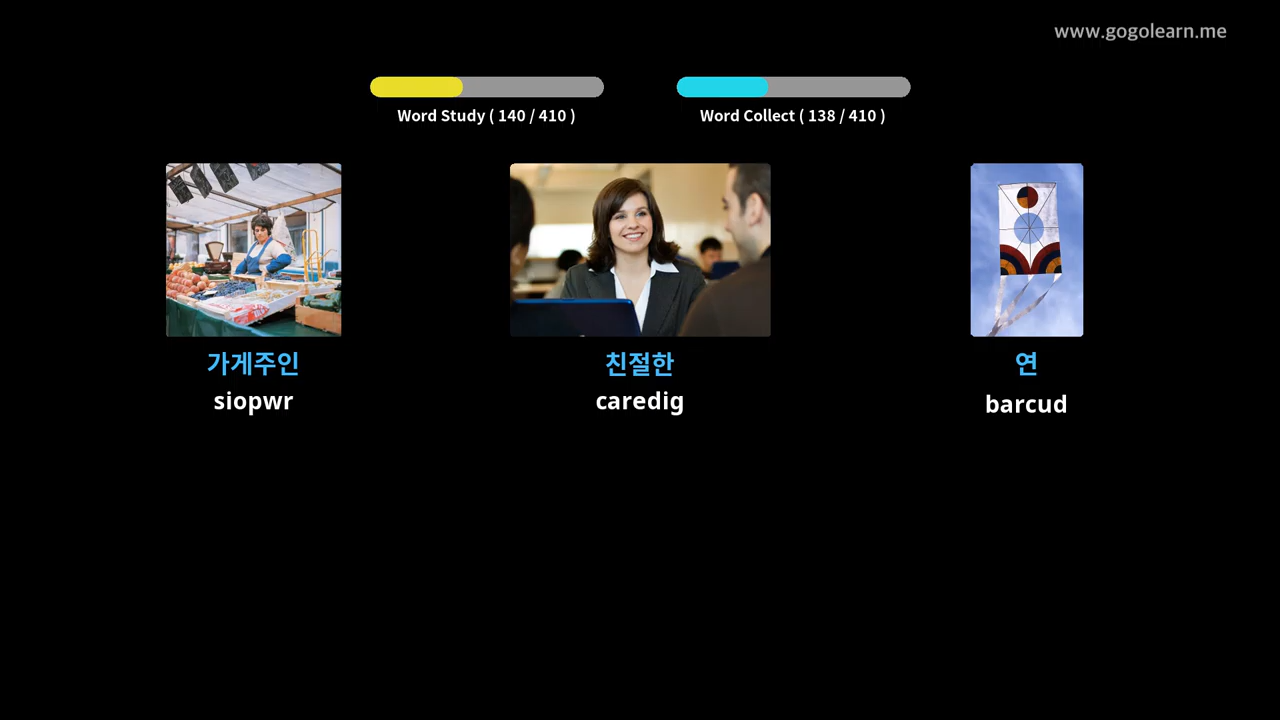 www.gogolearn.me
Word Study ( 140 / 410 )
Word Collect ( 138 / 410 )
가게주인
siopwr
친절한
caredig
연
barcud